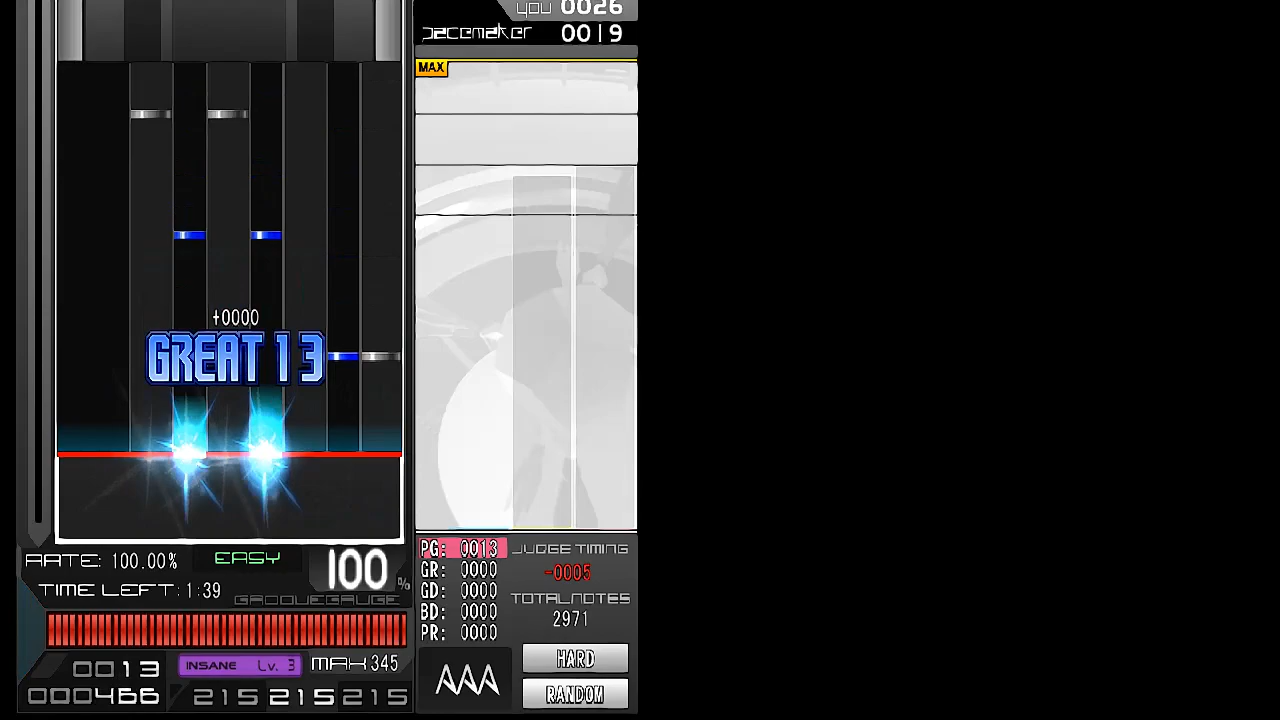 YOU 0026
pacemaker 0019
MAX
+0000
GREAT 13
RATE: 100.00% EASY 100%
TIME LEFT: 1:39
GROOVEGAUGE
0013 INSANE Lv. 3 MAX 345
000466 215 215 215
PG: 0013
GR: 0000
GD: 0000
BD: 0000
PR: 0000
JUDGE TIMING
-0005
TOTALNOTES
2971
AAA
HARD
RANDOM